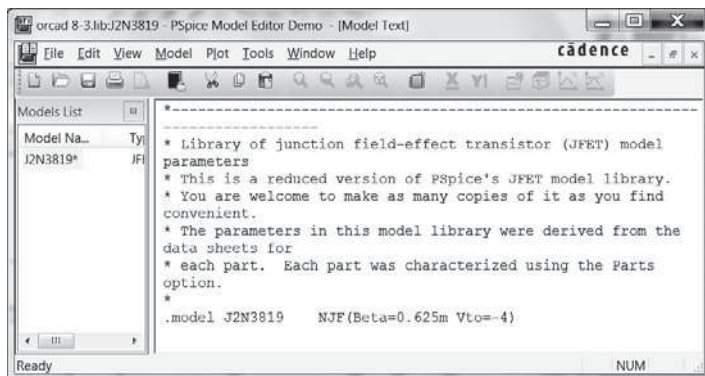 orcad 8-3.lib:J2N3819 - PSpice Model Editor Demo - [Model Text]
File Edit View Model Plot Tools Window Help
cādence
Models List
Model Na... Ty
J2N3819* JFI
*----------------------------------------------------------
-------------------
* Library of junction field-effect transistor (JFET) model
parameters
* This is a reduced version of PSpice's JFET model library.
* You are welcome to make as many copies of it as you find
convenient.
* The parameters in this model library were derived from the
data sheets for
* each part. Each part was characterized using the Parts
option.
*
.model J2N3819 NJF(Beta=0.625m Vto=-4)
Ready
NUM